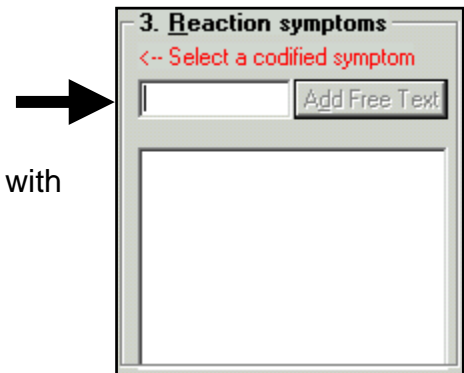 3. Reaction symptoms
<-- Select a codified symptom
Add Free Text
with